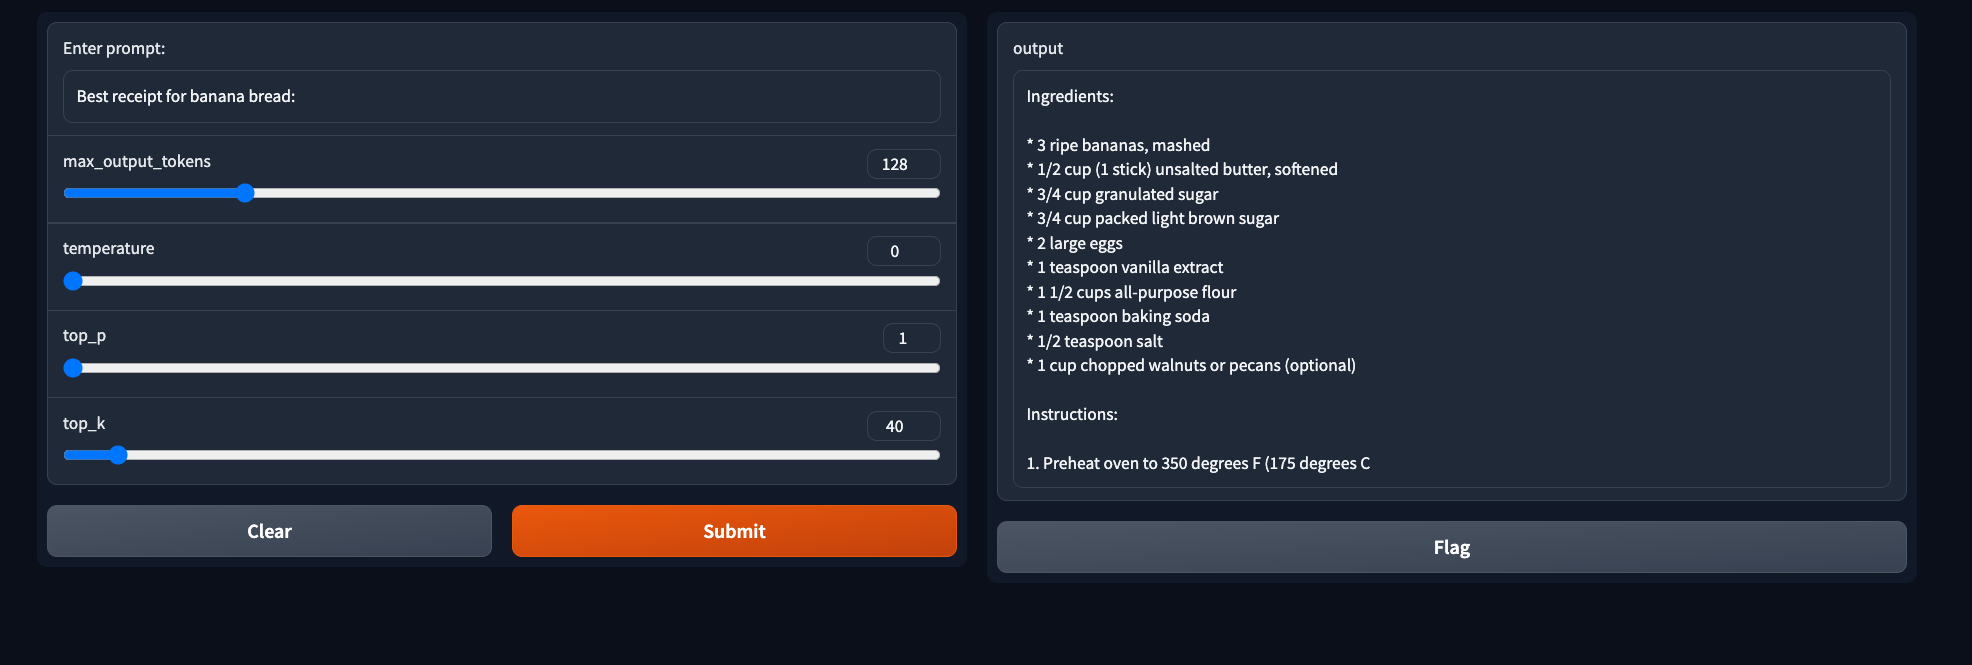 Enter prompt:
Best receipt for banana bread:
max_output_tokens
128
temperature
0
top_p
1
top_k
40
Clear
Submit
output
Ingredients:
* 3 ripe bananas, mashed
* 1/2 cup (1 stick) unsalted butter, softened
* 3/4 cup granulated sugar
* 3/4 cup packed light brown sugar
* 2 large eggs
* 1 teaspoon vanilla extract
* 1 1/2 cups all-purpose flour
* 1 teaspoon baking soda
* 1/2 teaspoon salt
* 1 cup chopped walnuts or pecans (optional)
Instructions:
1. Preheat oven to 350 degrees F (175 degrees C
Flag